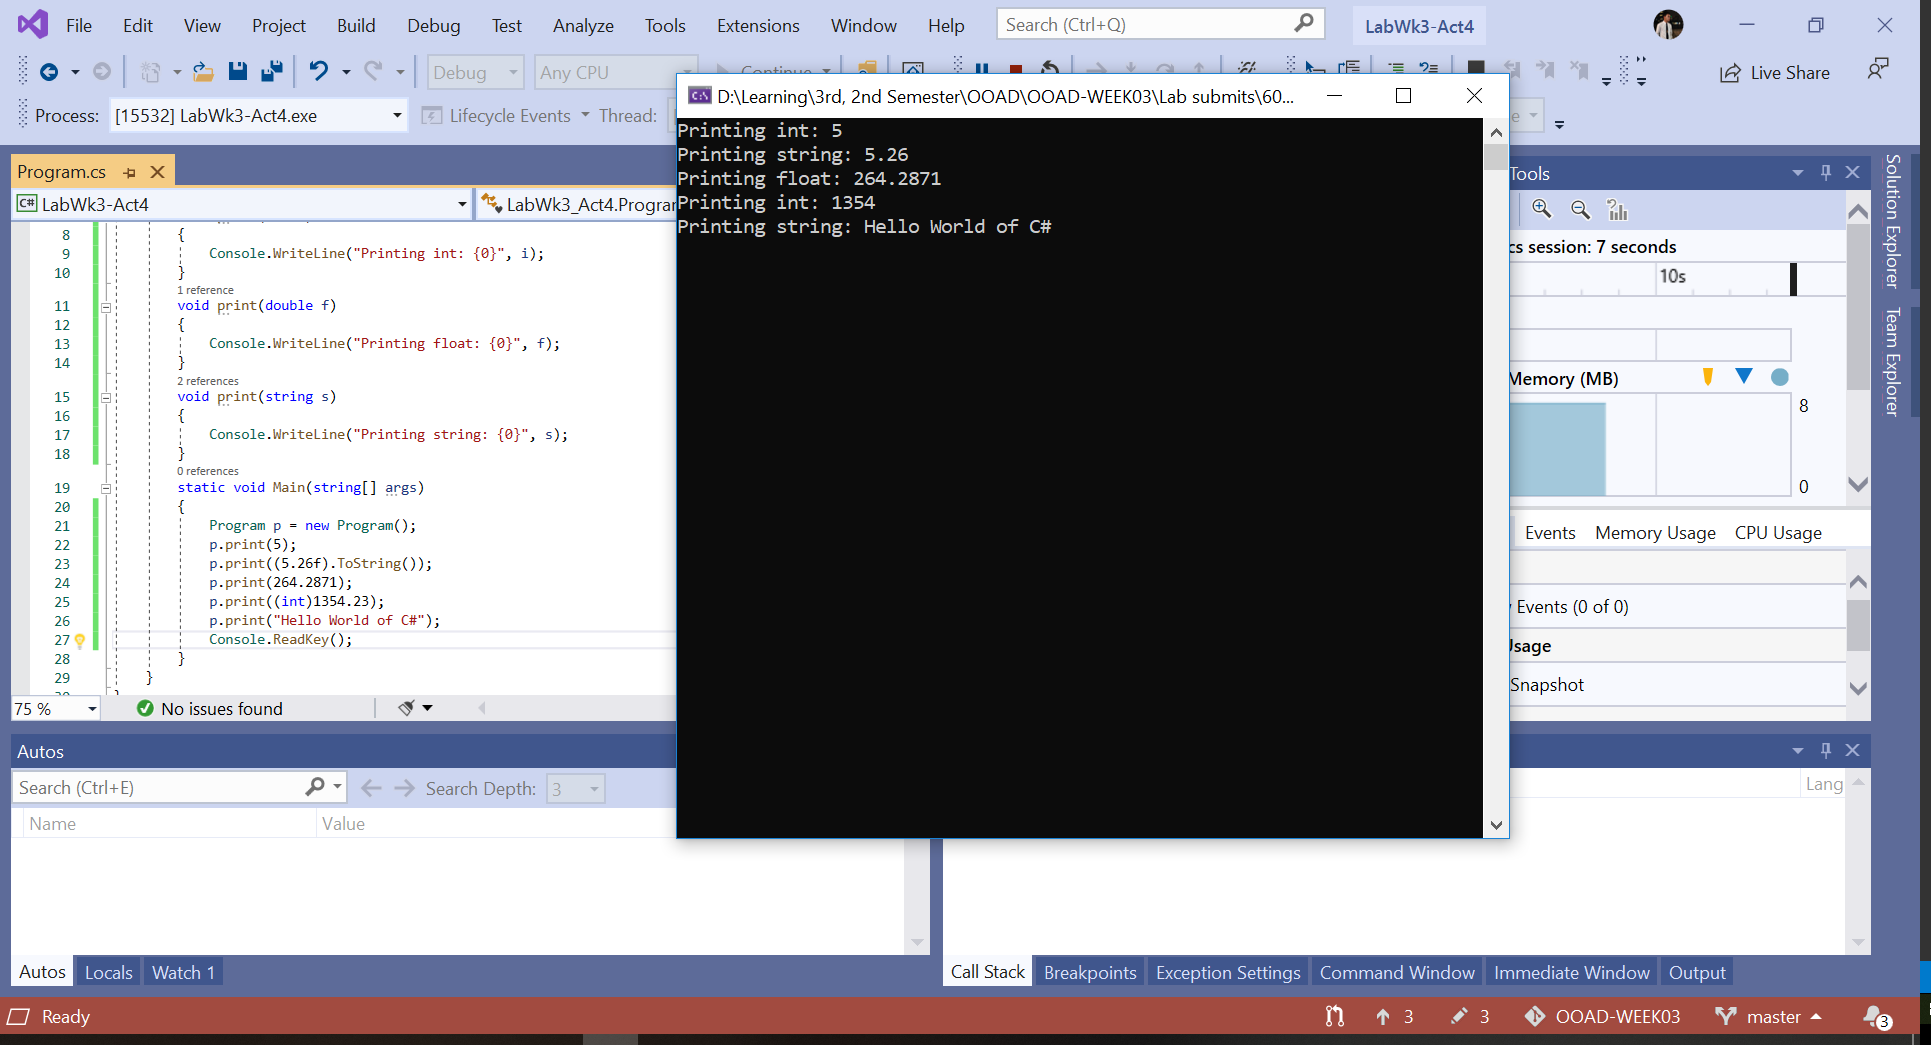 File Edit View Project Build Debug Test Analyze Tools Extensions Window Help Search (Ctrl+Q) LabWk3-Act4
Debug Any CPU Continue Live Share
Process: [15532] LabWk3-Act4.exe Lifecycle Events Thread:
D:\Learning\3rd, 2nd Semester\OOAD\OOAD-WEEK03\Lab submits\60...
Printing int: 5
Printing string: 5.26
Printing float: 264.2871
Printing int: 1354
Printing string: Hello World of C#
Program.cs
C# LabWk3-Act4 LabWk3_Act4.Program
8 {
9 Console.WriteLine("Printing int: {0}", i);
10 }
1 reference
11 void print(double f)
12 {
13 Console.WriteLine("Printing float: {0}", f);
14 }
2 references
15 void print(string s)
16 {
17 Console.WriteLine("Printing string: {0}", s);
18 }
0 references
19 static void Main(string[] args)
20 {
21 Program p = new Program();
22 p.print(5);
23 p.print((5.26f).ToString());
24 p.print(264.2871);
25 p.print((int)1354.23);
26 p.print("Hello World of C#");
27 Console.ReadKey();
28 }
29 }
75 % No issues found
Tools
cs session: 7 seconds
10s
Memory (MB)
8
0
Events Memory Usage CPU Usage
Events (0 of 0)
Usage
Snapshot
Solution Explorer
Team Explorer
Autos
Search (Ctrl+E) Search Depth: 3
Name Value
Lang
Autos Locals Watch 1
Call Stack Breakpoints Exception Settings Command Window Immediate Window Output
Ready 3 3 OOAD-WEEK03 master 3